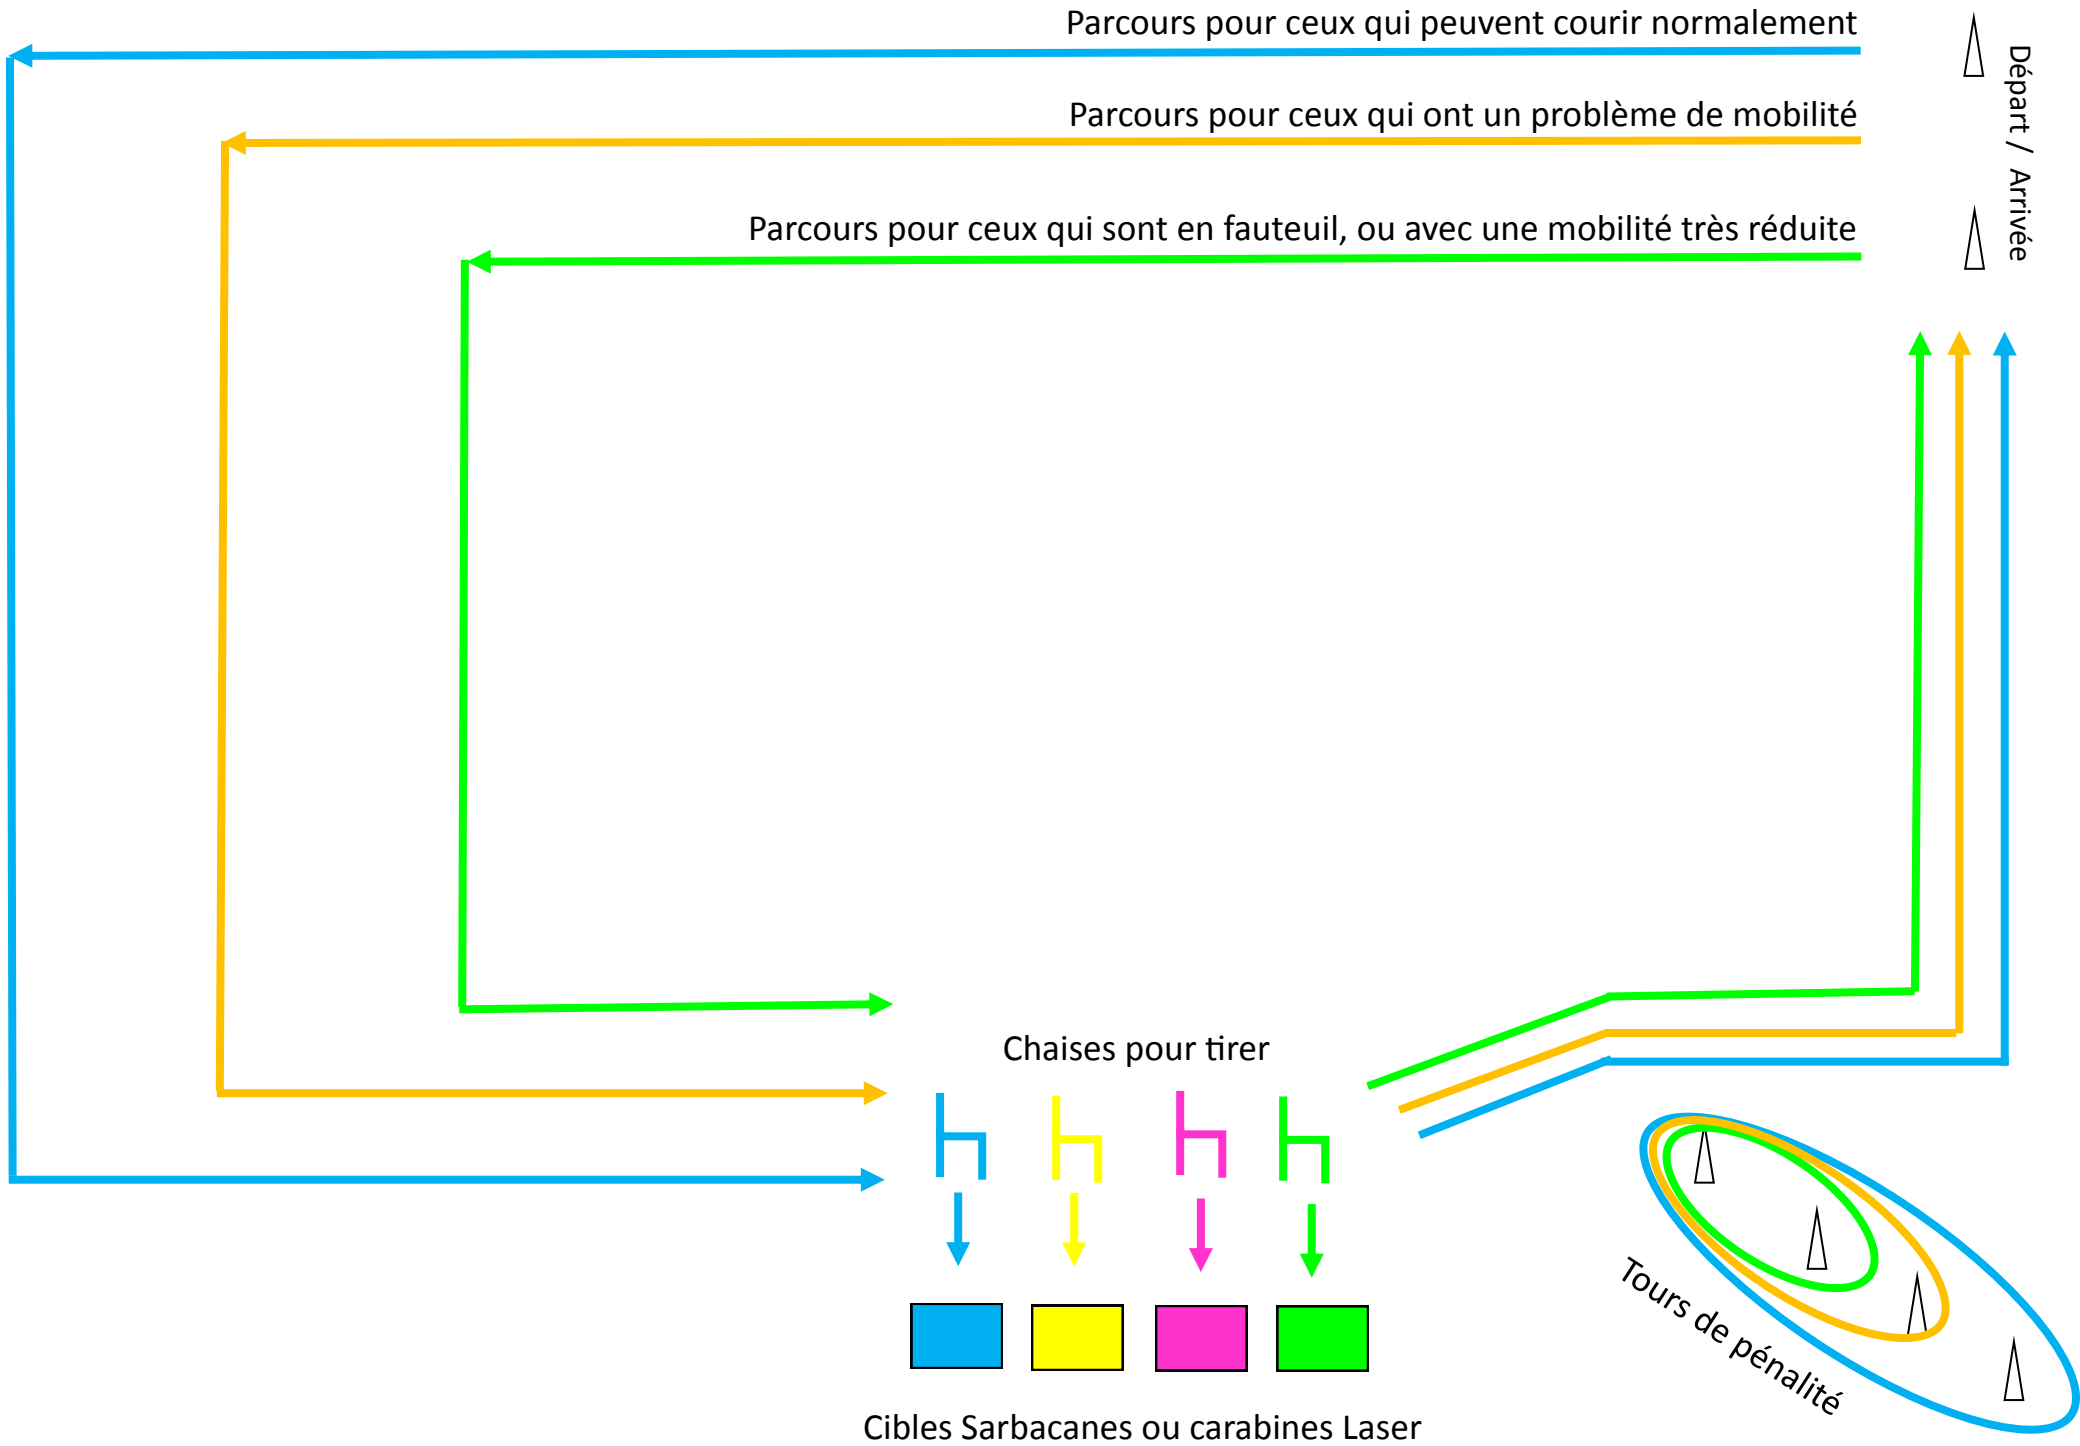 Parcours pour ceux qui peuvent courir normalement
Départ / Arrivée
Parcours pour ceux qui ont un problème de mobilité
Parcours pour ceux qui sont en fauteuil, ou avec une mobilité très réduite
Chaises pour tirer
Tours de pénalité
Cibles Sarbacanes ou carabines Laser